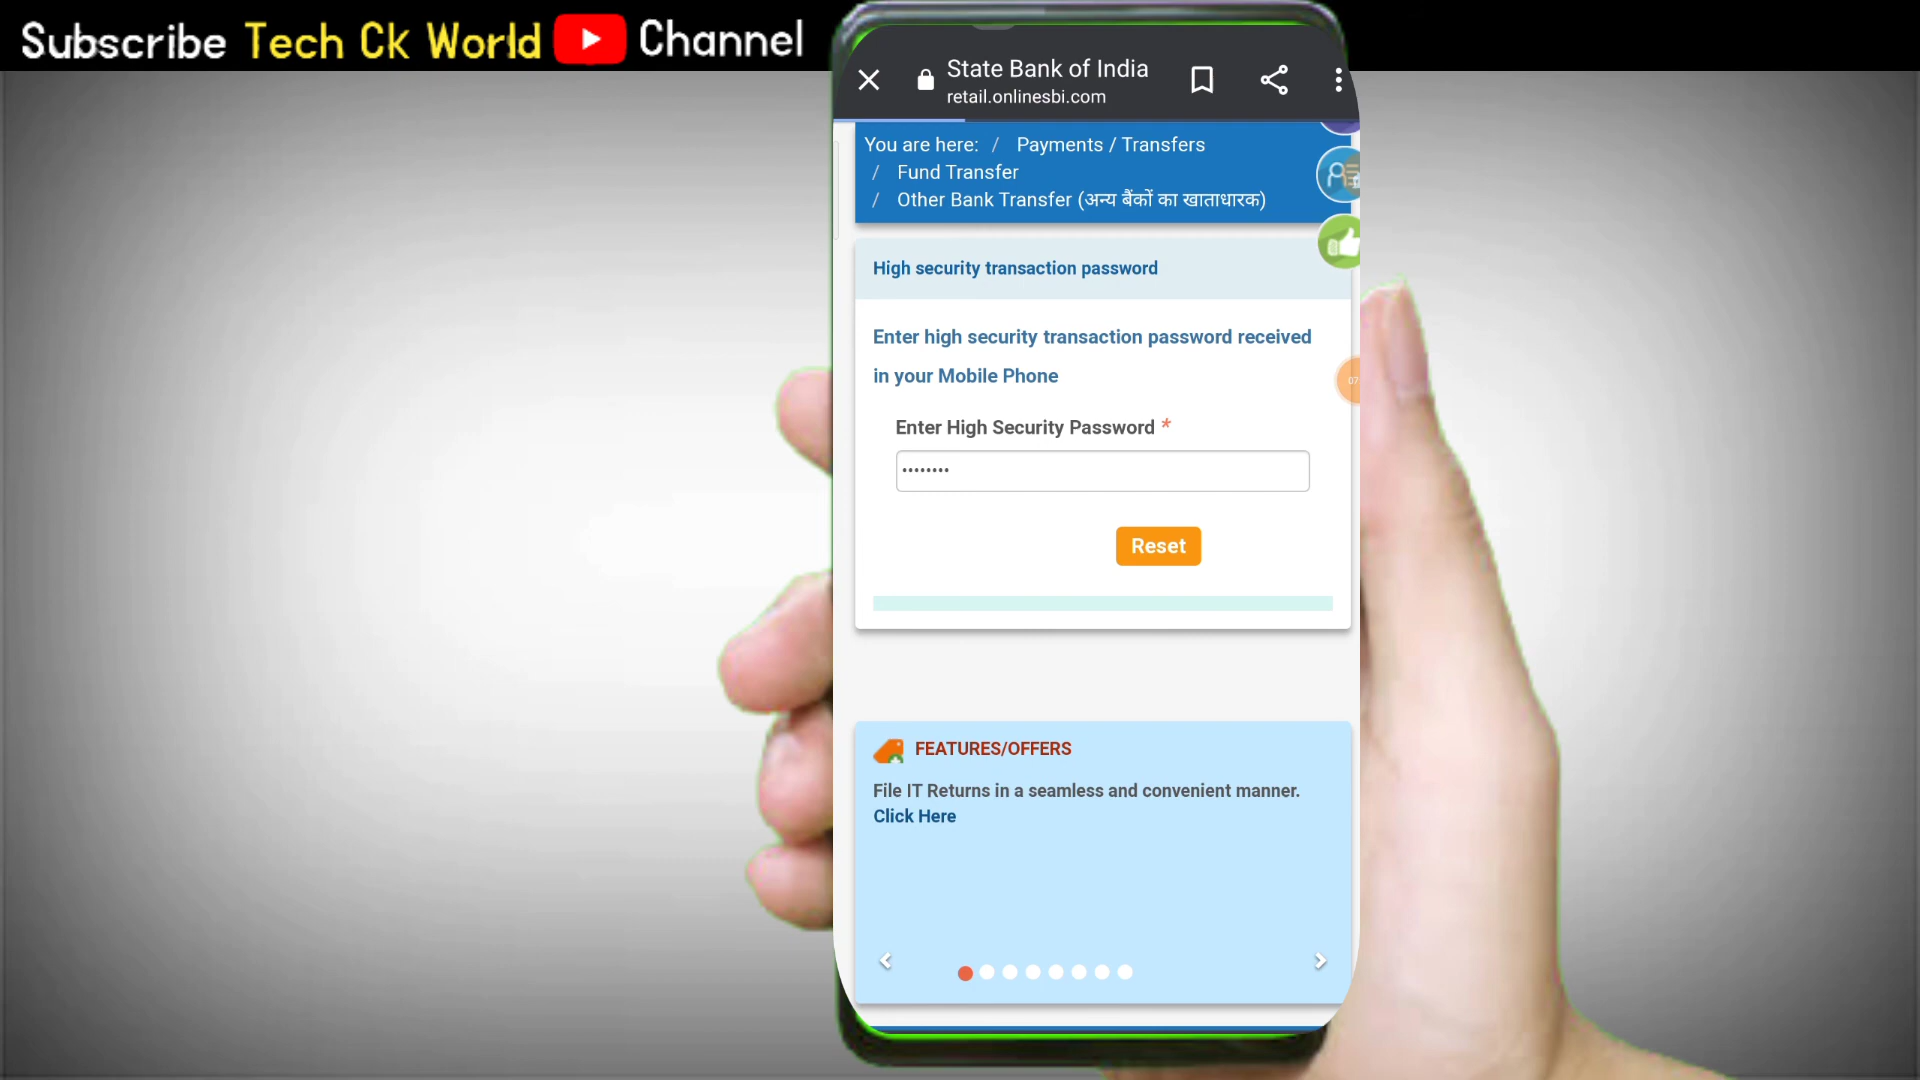 Subscribe Tech Ck World Channel
State Bank of India
retail.onlinesbi.com
You are here: / Payments / Transfers
/ Fund Transfer
/ Other Bank Transfer (अन्य बैंकों का खाताधारक)
High security transaction password
Enter high security transaction password received
in your Mobile Phone
07
Enter High Security Password *
••••••••
Reset
FEATURES/OFFERS
File IT Returns in a seamless and convenient manner.
Click Here